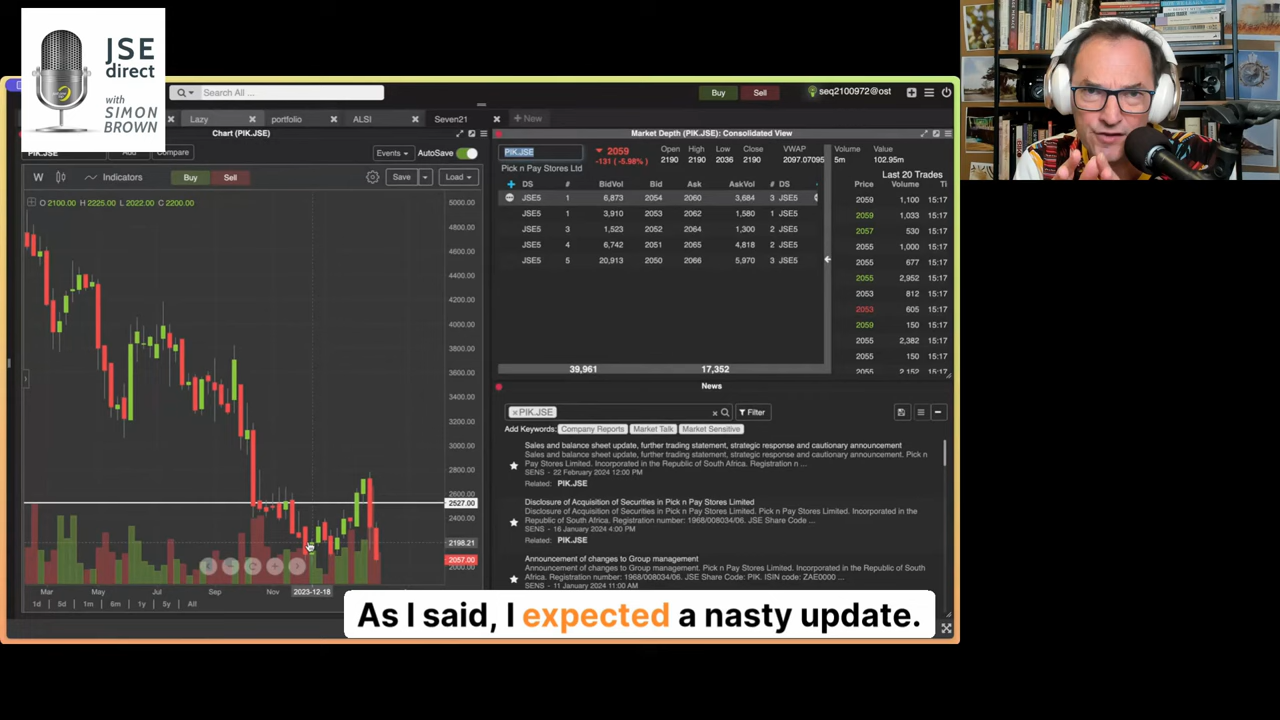 JSE
direct
with
SIMON
BROWN
Search All ...
Buy
Sell
seq2100972@ost
Lazy
portfolio
ALSI
Seven21
New
Chart (PIK.JSE)
PIK.JSE
Add
Compare
Events
AutoSave
W
Indicators
Buy
Sell
Save
Load
O 2100.00 H 2225.00 L 2022.00 C 2200.00
5000.00
4800.00
4600.00
4400.00
4200.00
4000.00
3800.00
3600.00
3400.00
3200.00
3000.00
2800.00
2600.00
2527.00
2400.00
2198.21
2057.00
2000.00
Mar
May
Jul
Sep
Nov
2023-12-18
1d
5d
1m
6m
1y
5y
All
Market Depth (PIK.JSE): Consolidated View
PIK.JSE
2059
-131 (-5.98%)
Open High Low Close VWAP Volume Value
2190 2190 2036 2190 2097.07095 5m 102.95m
Pick n Pay Stores Ltd
DS # BidVol Bid Ask AskVol # DS
JSE5 1 6,873 2054 2060 3,684 3 JSE5
JSE5 1 3,910 2053 2062 1,580 1 JSE5
JSE5 3 1,523 2052 2064 1,300 2 JSE5
JSE5 4 6,742 2051 2065 4,818 2 JSE5
JSE5 5 20,913 2050 2066 5,970 3 JSE5
39,961 17,352
Last 20 Trades
Price Volume Ti
2059 1,100 15:17
2059 1,033 15:17
2057 530 15:17
2055 1,000 15:17
2055 677 15:17
2055 2,952 15:17
2053 812 15:17
2053 605 15:17
2059 150 15:17
2055 2,382 15:17
2055 150 15:17
2055 2,152 15:17
News
PIK.JSE
Filter
Add Keywords: Company Reports Market Talk Market Sensitive
Sales and balance sheet update, further trading statement, strategic response and cautionary announcement
Sales and balance sheet update, further trading statement, strategic response and cautionary announcement. Pick n
Pay Stores Limited. Incorporated in the Republic of South Africa. Registration n ...
SENS - 22 February 2024 12:00 PM
Related: PIK.JSE
Disclosure of Acquisition of Securities in Pick n Pay Stores Limited
Disclosure of Acquisition of Securities in Pick n Pay Stores Limited. Pick n Pay Stores Limited. Incorporated in the
Republic of South Africa. Registration number: 1968/008034/06. JSE Share Code ...
SENS - 16 January 2024 4:00 PM
Related: PIK.JSE
Announcement of changes to Group management
Announcement of changes to Group management. Pick n Pay Stores Limited. Incorporated in the Republic of South
Africa. Registration number: 1968/008034/06. JSE Share Code: PIK. ISIN code: ZAE0000 ...
SENS - 11 January 2024 11:00 AM
As I said, I expected a nasty update.